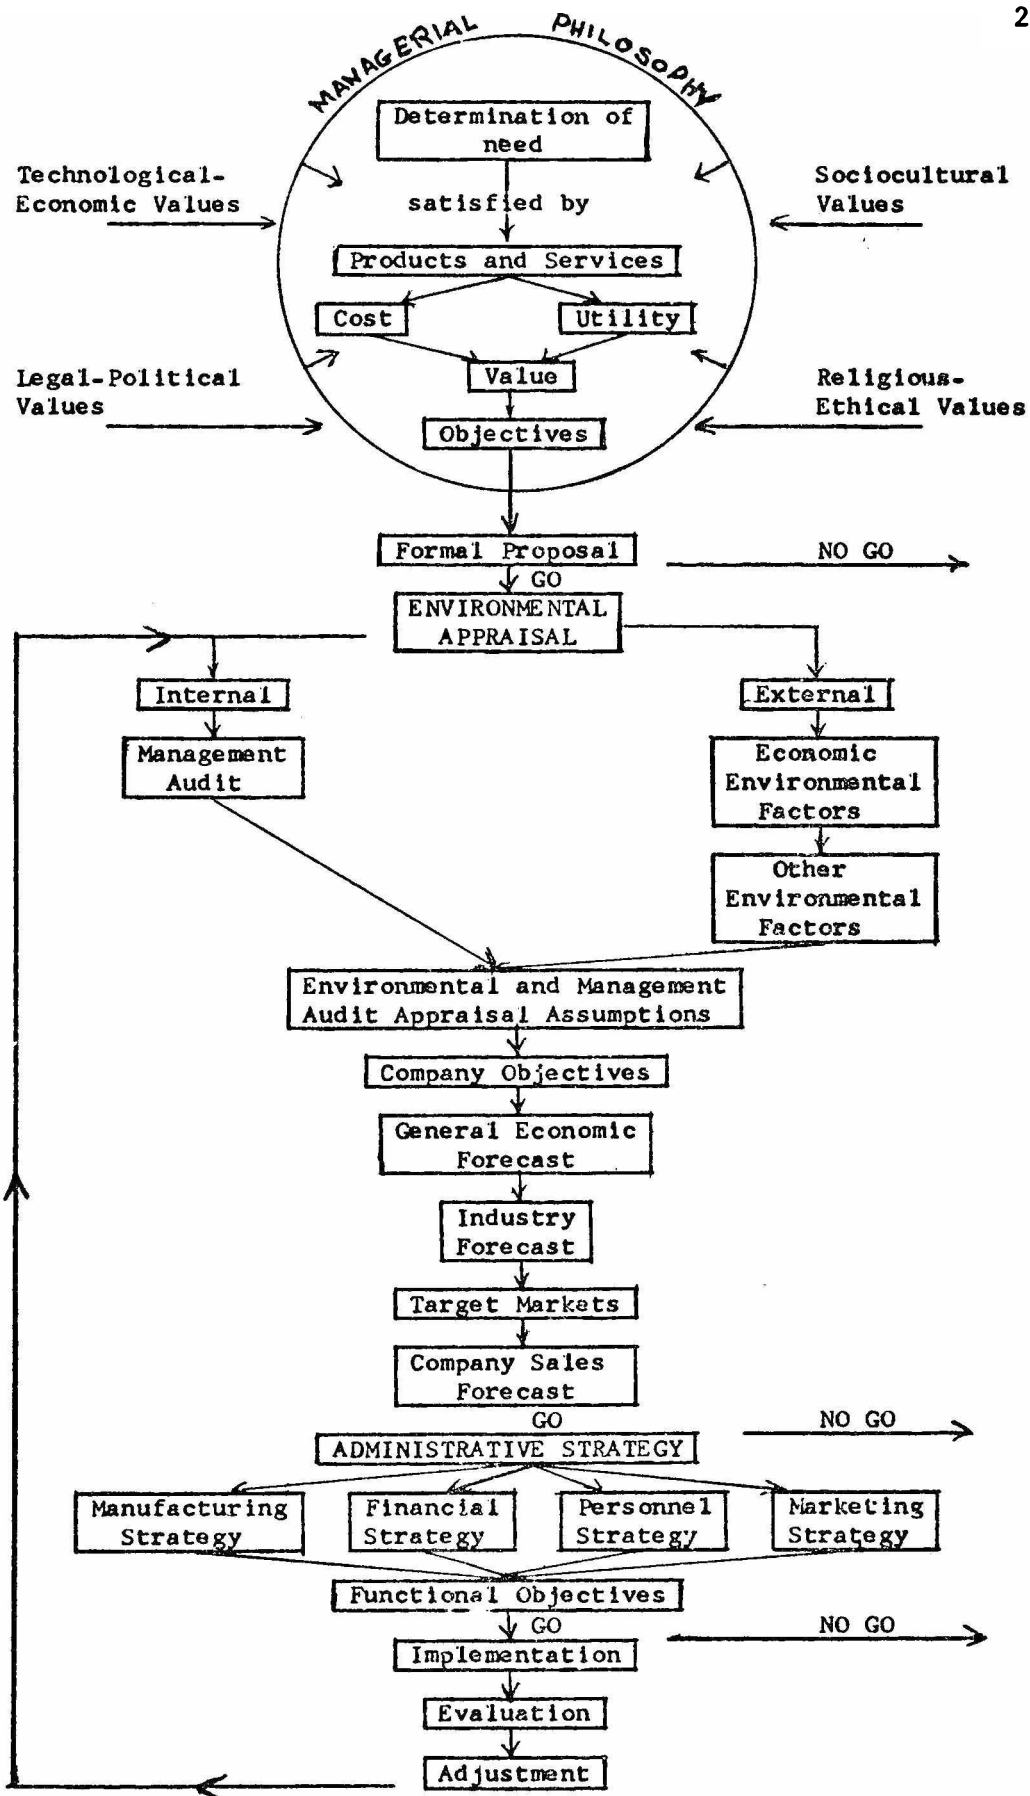 2
MANAGERIAL PHILOSOPHY
Determination of
need
Technological-
Economic Values
Sociocultural
Values
satisfied by
Products and Services
Cost
Utility
Legal-Political
Values
Value
Religious-
Ethical Values
Objectives
Formal Proposal
NO GO
GO
ENVIRONMENTAL
APPRAISAL
Internal
External
Management
Audit
Economic
Environmental
Factors
Other
Environmental
Factors
Environmental and Management
Audit Appraisal Assumptions
Company Objectives
General Economic
Forecast
Industry
Forecast
Target Markets
Company Sales
Forecast
GO
NO GO
ADMINISTRATIVE STRATEGY
Manufacturing
Strategy
Financial
Strategy
Personnel
Strategy
Marketing
Strategy
Functional Objectives
GO
NO GO
Implementation
Evaluation
Adjustment